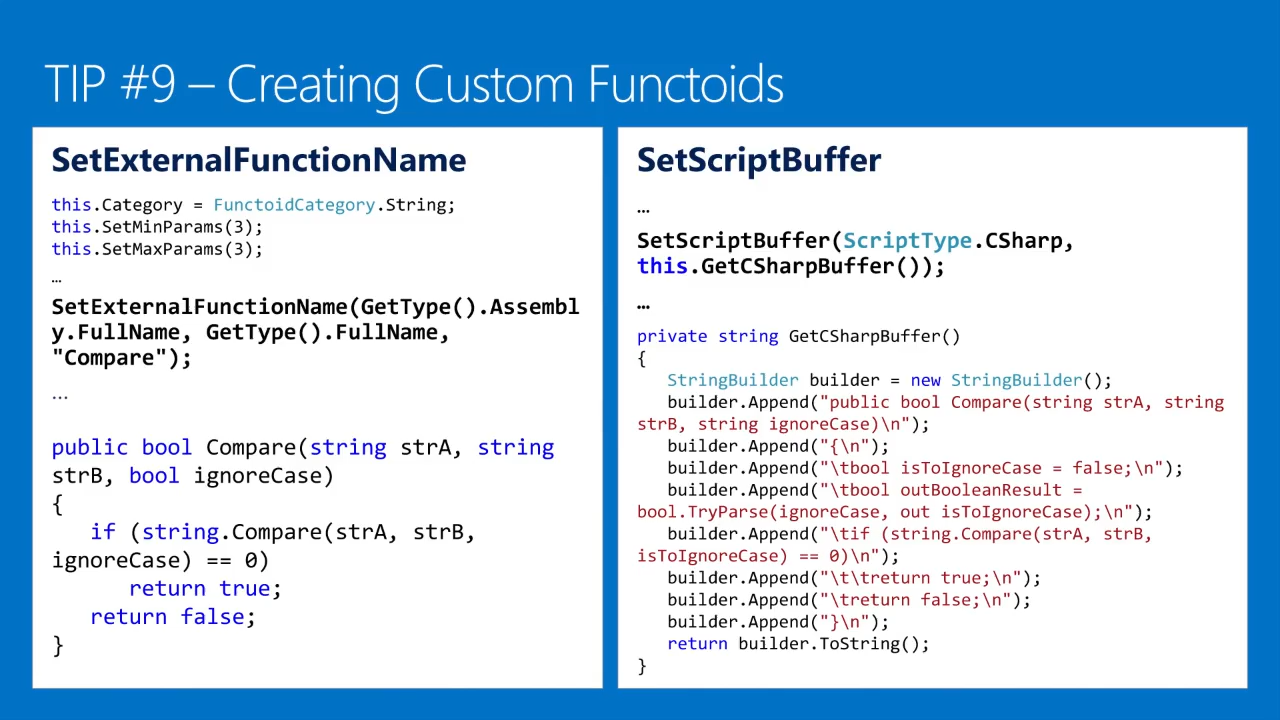 TIP #9 – Creating Custom Functoids
SetExternalFunctionName
this.Category = FunctoidCategory.String;
this.SetMinParams(3);
this.SetMaxParams(3);
…
SetExternalFunctionName(GetType().Assembl
y.FullName, GetType().FullName,
"Compare");
…
public bool Compare(string strA, string
strB, bool ignoreCase)
{
if (string.Compare(strA, strB,
ignoreCase) == 0)
return true;
return false;
}
SetScriptBuffer
…
SetScriptBuffer(ScriptType.CSharp,
this.GetCSharpBuffer());
…
private string GetCSharpBuffer()
{
StringBuilder builder = new StringBuilder();
builder.Append("public bool Compare(string strA, string
strB, string ignoreCase)\n");
builder.Append("{\n");
builder.Append("\tbool isToIgnoreCase = false;\n");
builder.Append("\tbool outBooleanResult =
bool.TryParse(ignoreCase, out isToIgnoreCase);\n");
builder.Append("\tif (string.Compare(strA, strB,
isToIgnoreCase) == 0)\n");
builder.Append("\t\treturn true;\n");
builder.Append("\treturn false;\n");
builder.Append("}\n");
return builder.ToString();
}